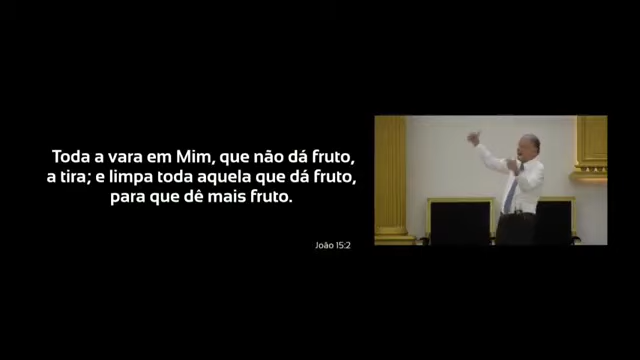 Toda a vara em Mim, que não dá fruto,
a tira; e limpa toda aquela que dá fruto,
para que dê mais fruto.
João 15:2